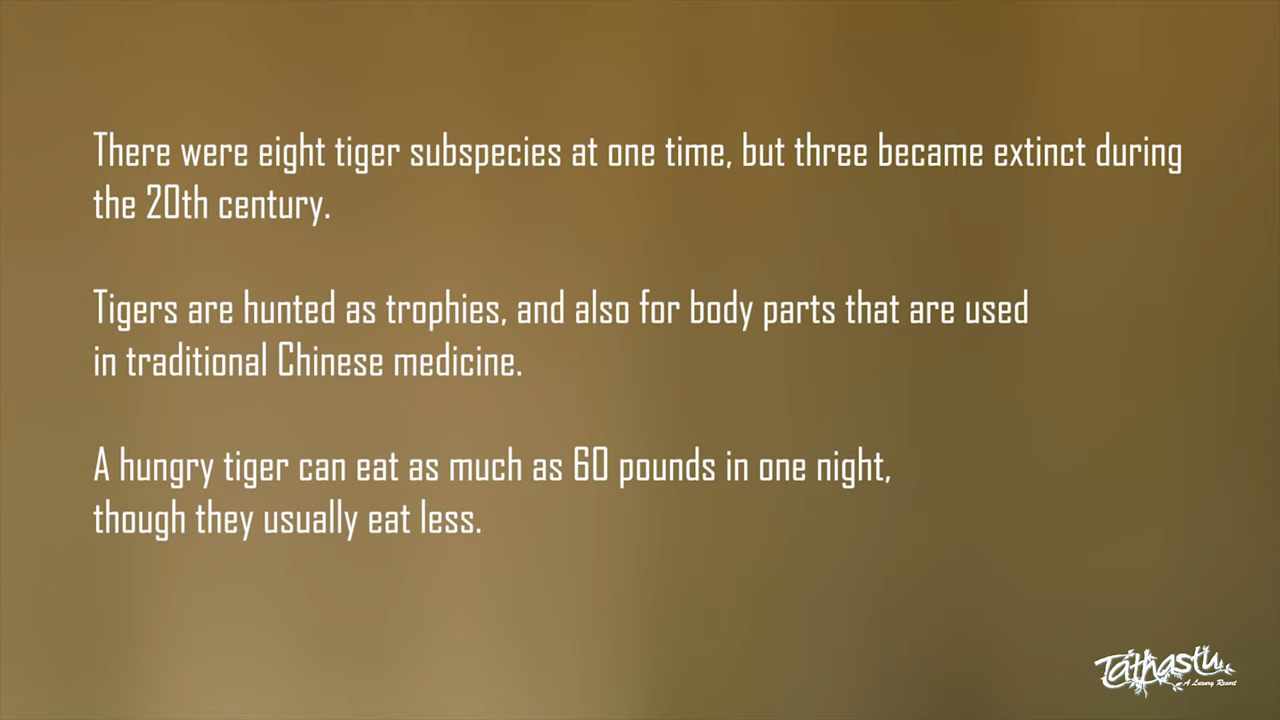 There were eight tiger subspecies at one time, but three became extinct during
the 20th century.
Tigers are hunted as trophies, and also for body parts that are used
in traditional Chinese medicine.
A hungry tiger can eat as much as 60 pounds in one night,
though they usually eat less.
Tathastu
A Luxury Resort